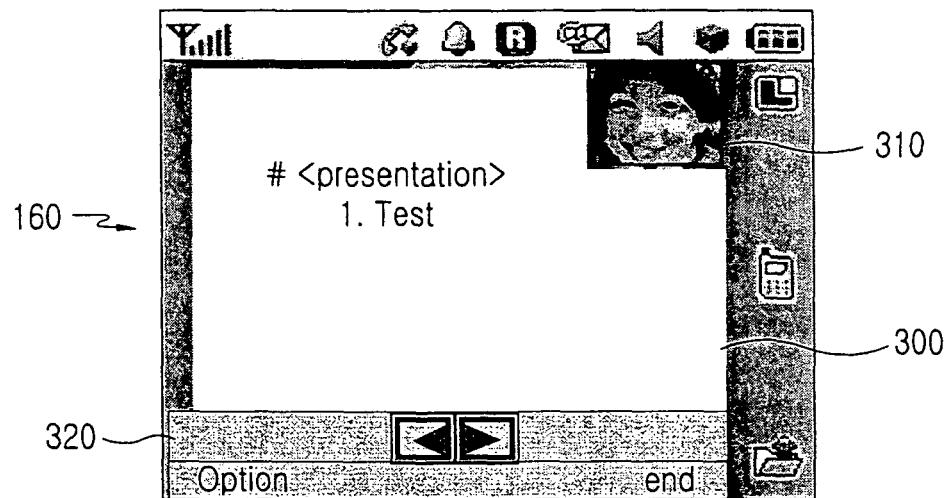 R
310
# <presentation>
160
1. Test
300
320
Option end